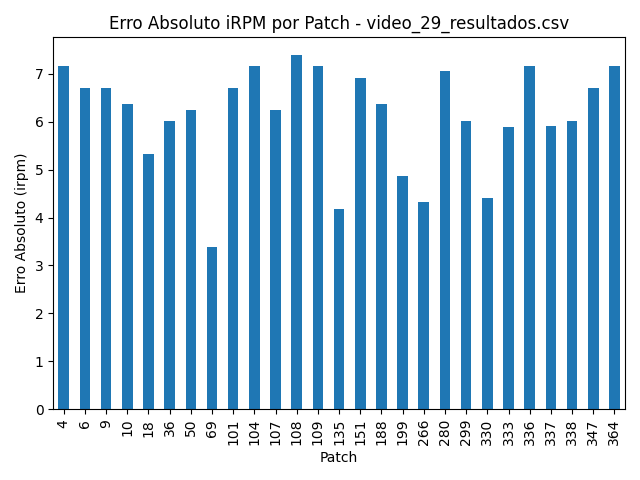 Erro Absoluto iRPM por Patch - video_29_resultados.csv
Erro Absoluto (irpm)
7
6
5
4
3
2
1
0
4 6 9 10 18 36 50 69 101 104 107 108 109 135 151 188 199 266 280 299 330 333 336 337 338 347 364
Patch